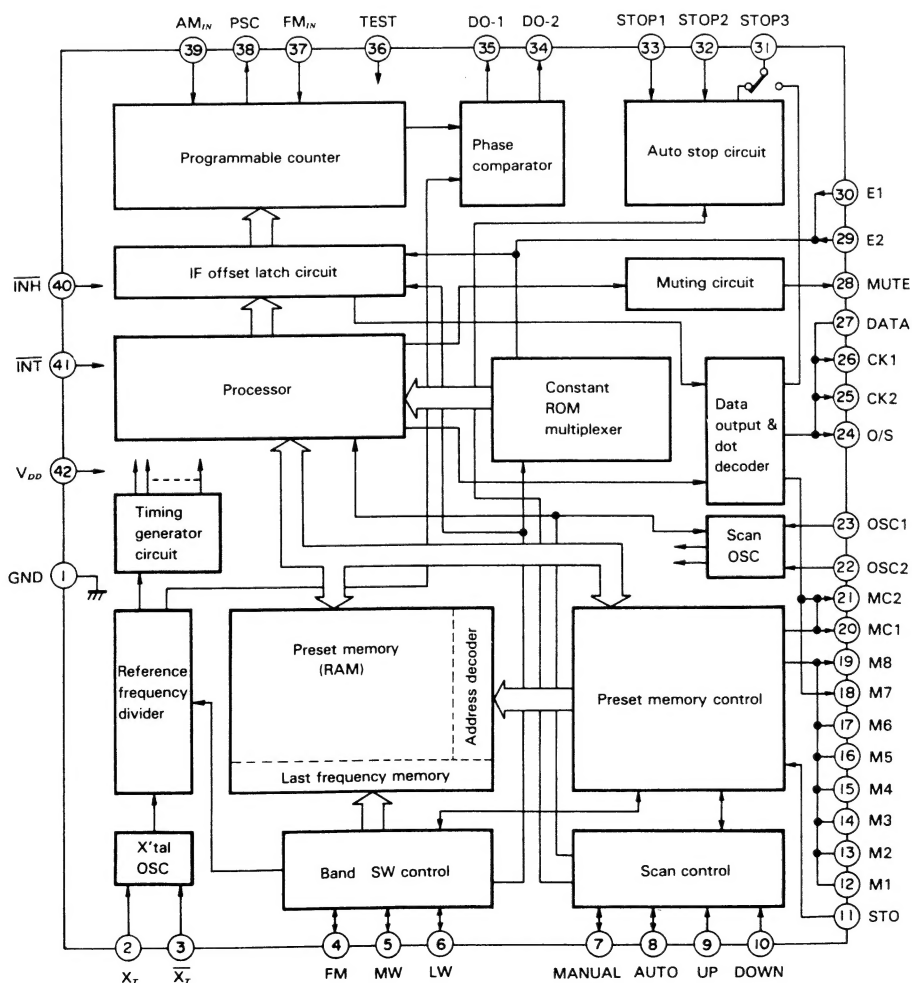 AM_IN PSC FM_IN TEST DO-1 DO-2 STOP1 STOP2 STOP3
39 38 37 36 35 34 33 32 31
Programmable counter
Phase
comparator
Auto stop circuit
30 E1
29 E2
IF offset latch circuit
Muting circuit
28 MUTE
I̅N̅H̅ 40
27 DATA
I̅N̅T̅ 41
Processor
Constant
ROM
multiplexer
Data
output &
dot
decoder
26 CK1
25 CK2
24 O/S
V_DD 42
Timing
generator
circuit
Scan
OSC
23 OSC1
22 OSC2
GND 1
21 MC2
20 MC1
Reference
frequency
divider
Preset memory
(RAM)
Address decoder
Last frequency memory
Preset memory control
19 M8
18 M7
17 M6
16 M5
15 M4
14 M3
13 M2
12 M1
11 STO
X'tal
OSC
Band SW control
Scan control
2 3 4 5 6 7 8 9 10
X_T X̅_T̅ FM MW LW MANUAL AUTO UP DOWN